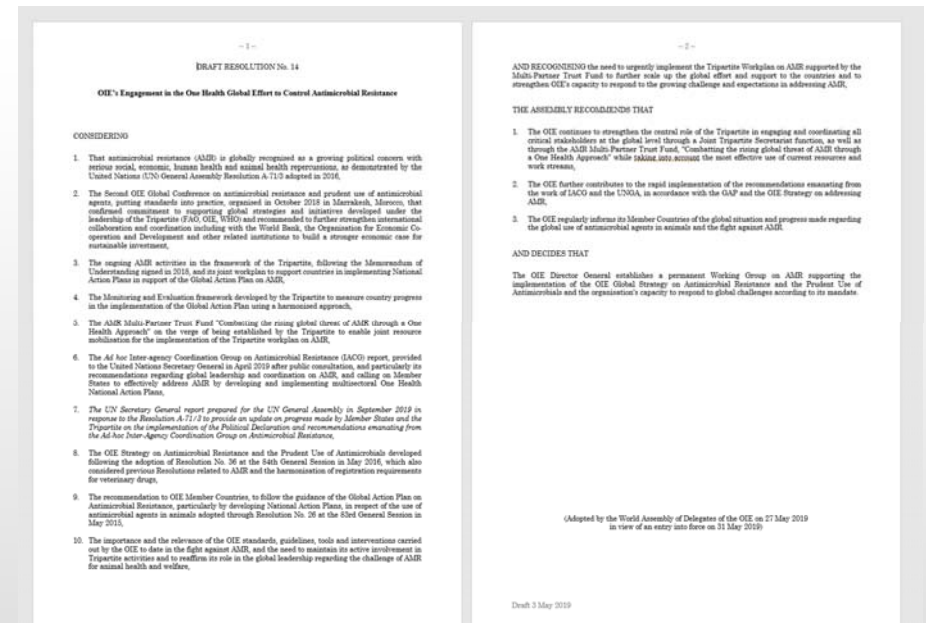 – 1 –
DRAFT RESOLUTION No. 14
OIE's Engagement in the One Health Global Effort to Control Antimicrobial Resistance
CONSIDERING
1. That antimicrobial resistance (AMR) is globally recognised as a growing political concern with
serious social, economic, human health and animal health repercussions, as demonstrated by the
United Nations (UN) General Assembly Resolution A-71/3 adopted in 2016,
2. The Second OIE Global Conference on antimicrobial resistance and prudent use of antimicrobial
agents, putting standards into practice, organised in October 2018 in Marrakesh, Morocco, that
confirmed commitment to supporting global strategies and initiatives developed under the
leadership of the Tripartite (FAO, OIE, WHO) and recommended to further strengthen international
collaboration and coordination including with the World Bank, the Organisation for Economic Co-
operation and Development and other related institutions to build a stronger economic case for
sustainable investment,
3. The ongoing AMR activities in the framework of the Tripartite, following the Memorandum of
Understanding signed in 2018, and its joint workplan to support countries in implementing National
Action Plans in support of the Global Action Plan on AMR,
4. The Monitoring and Evaluation framework developed by the Tripartite to measure country progress
in the implementation of the Global Action Plan using a harmonised approach,
5. The AMR Multi-Partner Trust Fund "Combatting the rising global threat of AMR through a One
Health Approach" on the verge of being established by the Tripartite to enable joint resource
mobilisation for the implementation of the Tripartite workplan on AMR,
6. The Ad hoc Inter-agency Coordination Group on Antimicrobial Resistance (IACG) report, provided
to the United Nations Secretary General in April 2019 after public consultation, and particularly its
recommendations regarding global leadership and coordination on AMR, and calling on Member
States to effectively address AMR by developing and implementing multisectoral One Health
National Action Plans,
7. The UN Secretary General report prepared for the UN General Assembly in September 2019 in
response to the Resolution A-71/3 to provide an update on progress made by Member States and the
Tripartite on the implementation of the Political Declaration and recommendations emanating from
the Ad-hoc Inter-Agency Coordination Group on Antimicrobial Resistance,
8. The OIE Strategy on Antimicrobial Resistance and the Prudent Use of Antimicrobials developed
following the adoption of Resolution No. 36 at the 84th General Session in May 2016, which also
considered previous Resolutions related to AMR and the harmonisation of registration requirements
for veterinary drugs,
9. The recommendation to OIE Member Countries, to follow the guidance of the Global Action Plan on
Antimicrobial Resistance, particularly by developing National Action Plans, in respect of the use of
antimicrobial agents in animals adopted through Resolution No. 26 at the 83rd General Session in
May 2015,
10. The importance and the relevance of the OIE standards, guidelines, tools and interventions carried
out by the OIE to date in the fight against AMR, and the need to maintain its active involvement in
Tripartite activities and to reaffirm its role in the global leadership regarding the challenge of AMR
for animal health and welfare,
– 2 –
AND RECOGNISING the need to urgently implement the Tripartite Workplan on AMR supported by the
Multi-Partner Trust Fund to further scale up the global effort and support to the countries and to
strengthen OIE's capacity to respond to the growing challenge and expectations in addressing AMR,
THE ASSEMBLY RECOMMENDS THAT
1. The OIE continues to strengthen the central role of the Tripartite in engaging and coordinating all
critical stakeholders at the global level through a Joint Tripartite Secretariat function, as well as
through the AMR Multi-Partner Trust Fund, "Combatting the rising global threat of AMR through
a One Health Approach" while taking into account the most effective use of current resources and
work streams,
2. The OIE further contributes to the rapid implementation of the recommendations emanating from
the work of IACG and the UNGA, in accordance with the GAP and the OIE Strategy on addressing
AMR,
3. The OIE regularly informs its Member Countries of the global situation and progress made regarding
the global use of antimicrobial agents in animals and the fight against AMR.
AND DECIDES THAT
The OIE Director General establishes a permanent Working Group on AMR supporting the
implementation of the OIE Global Strategy on Antimicrobial Resistance and the Prudent Use of
Antimicrobials and the organisation's capacity to respond to global challenges according to its mandate.
(Adopted by the World Assembly of Delegates of the OIE on 27 May 2019
in view of an entry into force on 31 May 2019)
Draft 3 May 2019